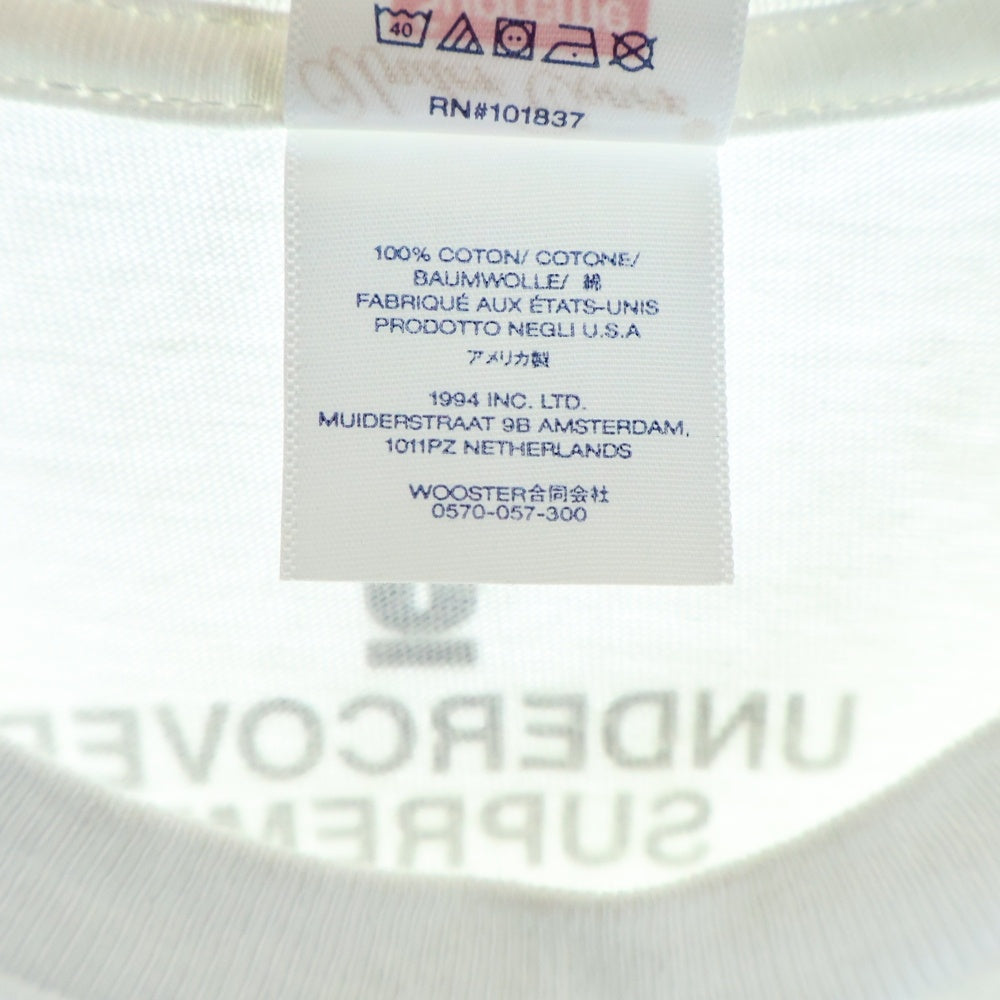 40
RN#101837
100% COTON/ COTONE/
BAUMWOLLE/ 綿
FABRIQUÉ AUX ÉTATS-UNIS
PRODOTTO NEGLI U.S.A
アメリカ製
1994 INC. LTD.
MUIDERSTRAAT 9B AMSTERDAM,
1011PZ NETHERLANDS
WOOSTER合同会社
0570-057-300
UNDERCOVER
SUPREM